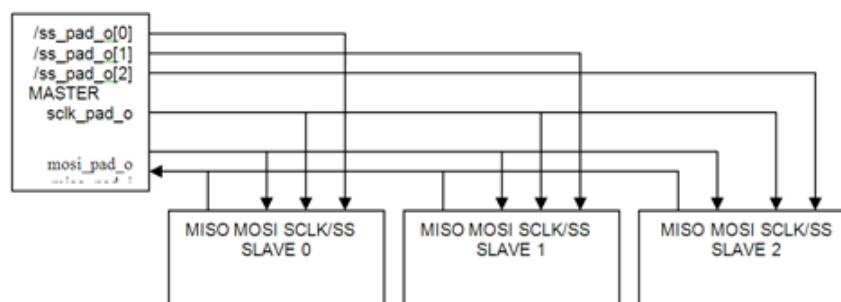 /ss_pad_o[0]
/ss_pad_o[1]
/ss_pad_o[2]
MASTER
sclk_pad_o
mosi_pad_o
MISO MOSI SCLK/SS
SLAVE 0
MISO MOSI SCLK/SS
SLAVE 1
MISO MOSI SCLK/SS
SLAVE 2